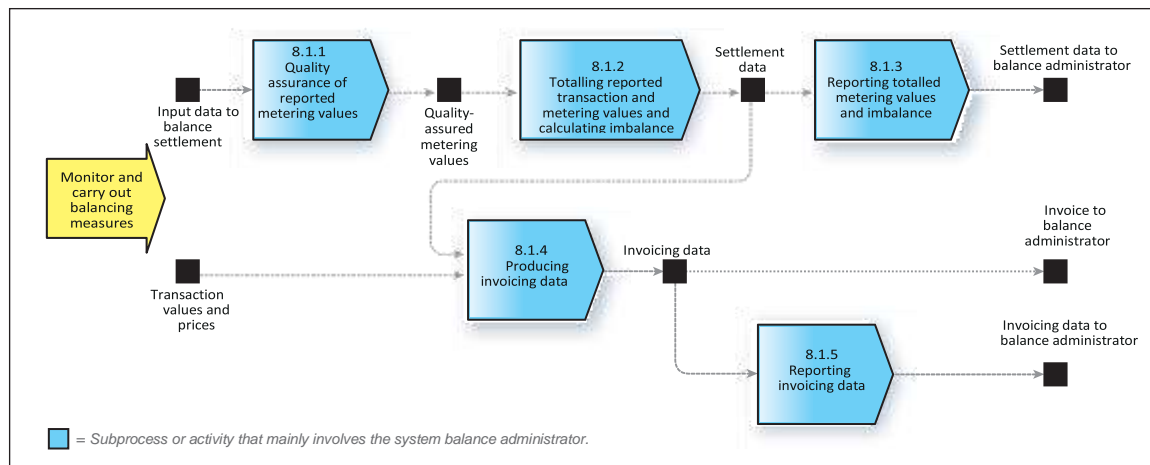 8.1.1
Quality
assurance of
reported
metering values
8.1.2
Totalling reported
transaction and
metering values and
calculating imbalance
Settlement
data
8.1.3
Reporting totalled
metering values
and imbalance
Settlement data to
balance administrator
Input data to
balance
settlement
Quality-
assured
metering
values
Monitor and
carry out
balancing
measures
8.1.4
Producing
invoicing data
Invoicing data
Invoice to
balance
administrator
Transaction
values and
prices
8.1.5
Reporting
invoicing data
Invoicing data to
balance administrator
= Subprocess or activity that mainly involves the system balance administrator.